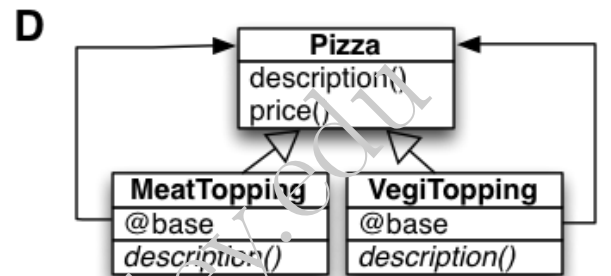 D
Pizza
description()
price()
MeatTopping
@base
description()
VegiTopping
@base
description()